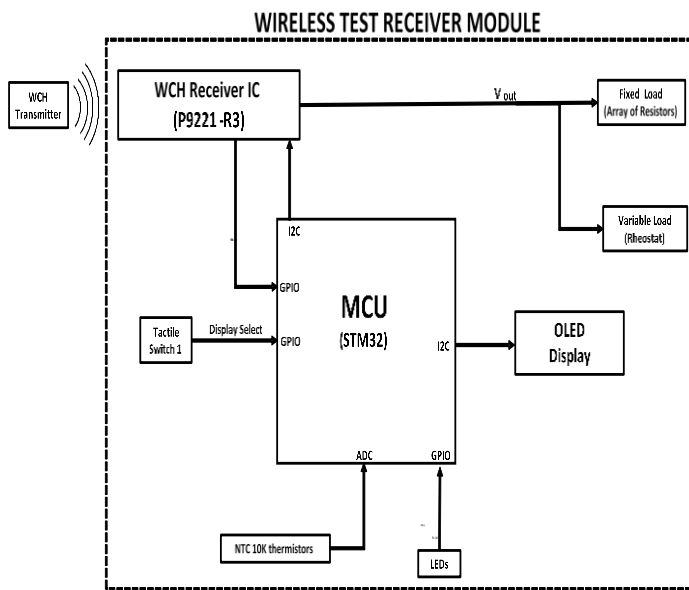 WIRELESS TEST RECEIVER MODULE
WCH
Transmitter
WCH Receiver IC
(P9221 -R3)
V out
Fixed Load
(Array of Resistors)
Variable Load
(Rheostat)
I2C
GPIO
MCU
(STM32)
Tactile
Switch 1
Display Select
GPIO
I2C
OLED
Display
ADC
GPIO
NTC 10K thermistors
LEDs